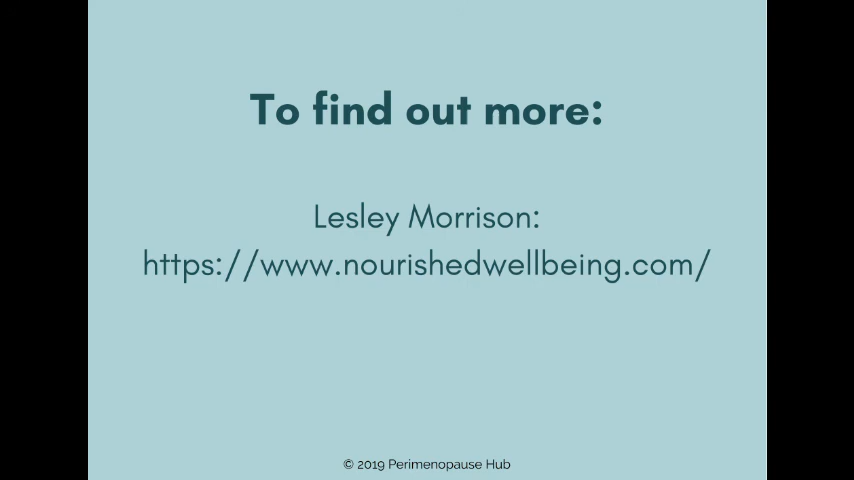 To find out more:
Lesley Morrison:
https://www.nourishedwellbeing.com/
© 2019 Perimenopause Hub